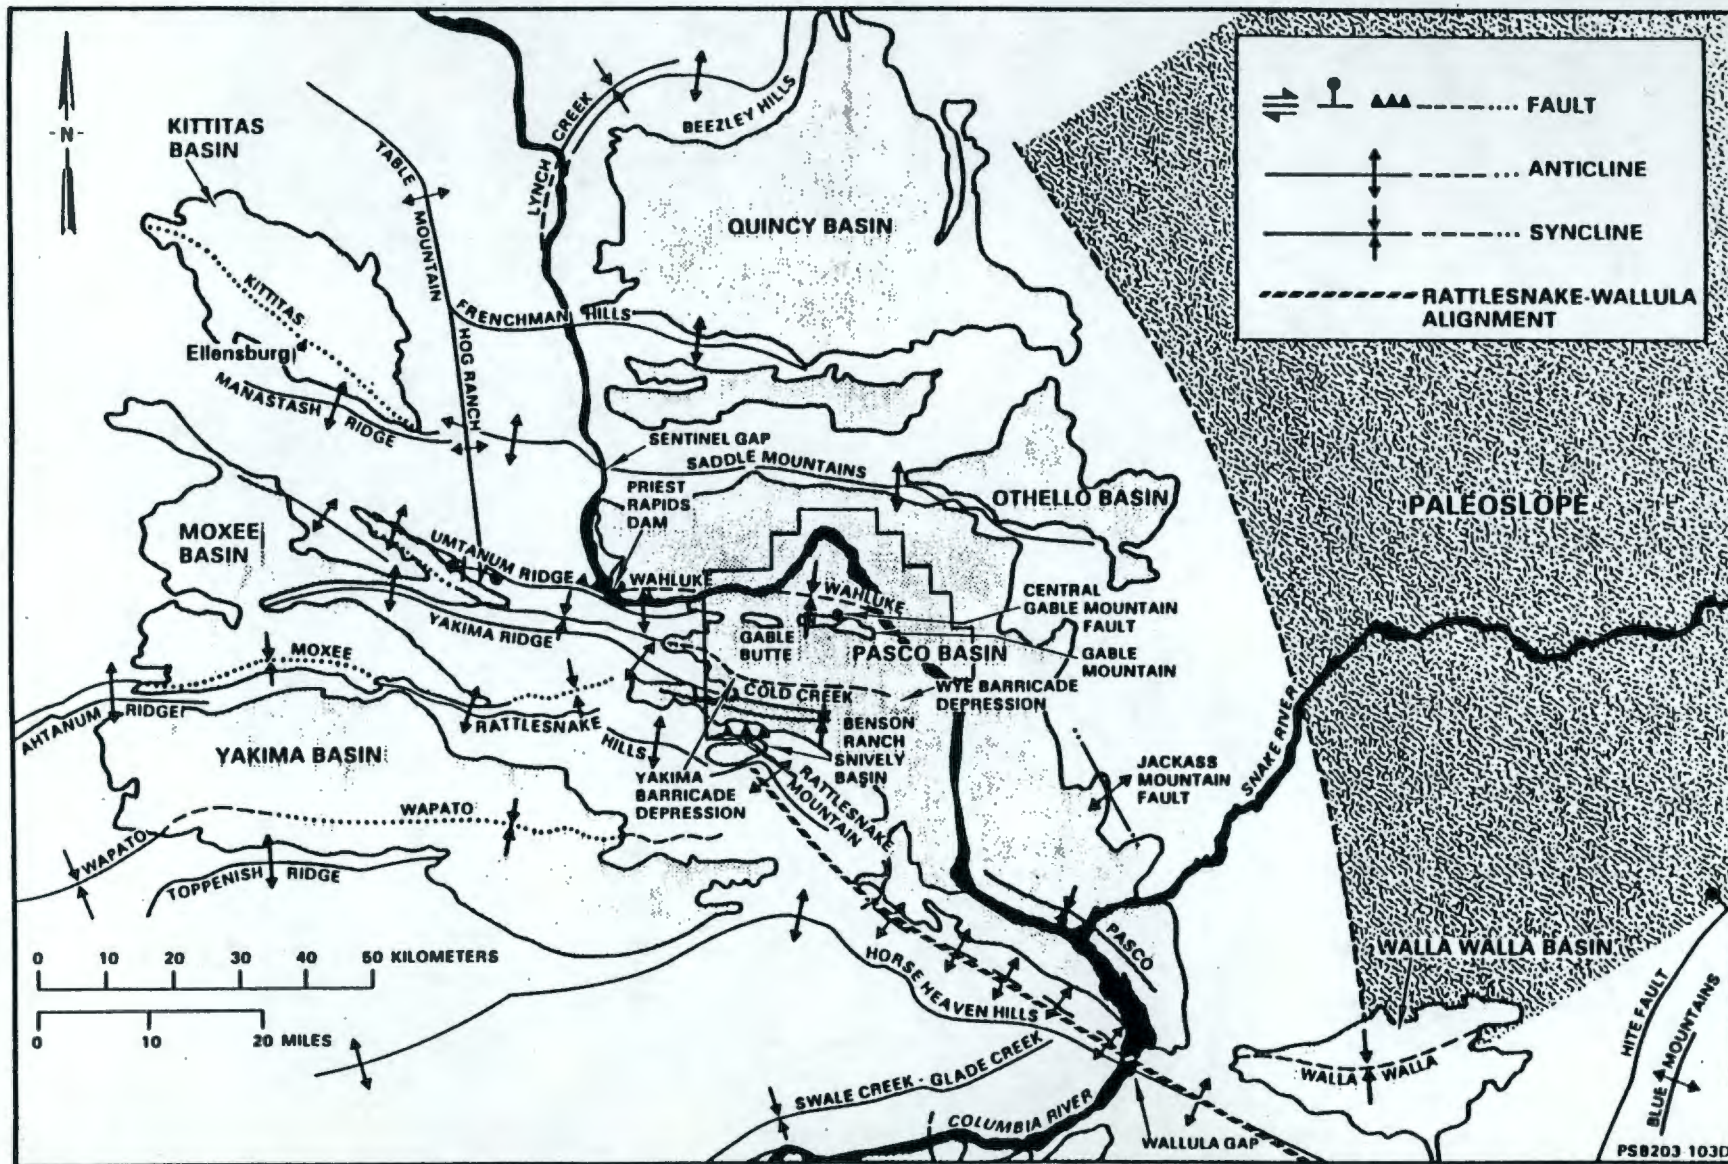 -N-
KITTITAS
BASIN
TABLE
MOUNTAIN
HOG RANCH
LYNCH
CREEK
BEEZLEY HILLS
QUINCY BASIN
FAULT
ANTICLINE
SYNCLINE
RATTLESNAKE-WALLULA
ALIGNMENT
KITTITAS
Ellensburg
MANASTASH
RIDGE
FRENCHMAN HILLS
SENTINEL GAP
SADDLE MOUNTAINS
PRIEST
RAPIDS
DAM
OTHELLO BASIN
PALEOSLOPE
MOXEE
BASIN
UMTANUM RIDGE
WAHLUKE
WAHLUKE
CENTRAL
GABLE MOUNTAIN
FAULT
YAKIMA RIDGE
GABLE
BUTTE
PASCO BASIN
GABLE
MOUNTAIN
MOXEE
COLD CREEK
WYE BARRICADE
DEPRESSION
AHTANUM RIDGE
RATTLESNAKE
HILLS
BENSON
RANCH
SNIVELY
BASIN
YAKIMA BASIN
YAKIMA
BARRICADE
DEPRESSION
RATTLESNAKE
MOUNTAIN
JACKASS
MOUNTAIN
FAULT
SNAKE RIVER
WAPATO
WAPATO
TOPPENISH RIDGE
0 10 20 30 40 50 KILOMETERS
0 10 20 MILES
HORSE HEAVEN HILLS
PASCO
WALLA WALLA BASIN
HITE FAULT
BLUE MOUNTAINS
WALLA WALLA
SWALE CREEK - GLADE CREEK
COLUMBIA RIVER
WALLULA GAP
PS8203 103D